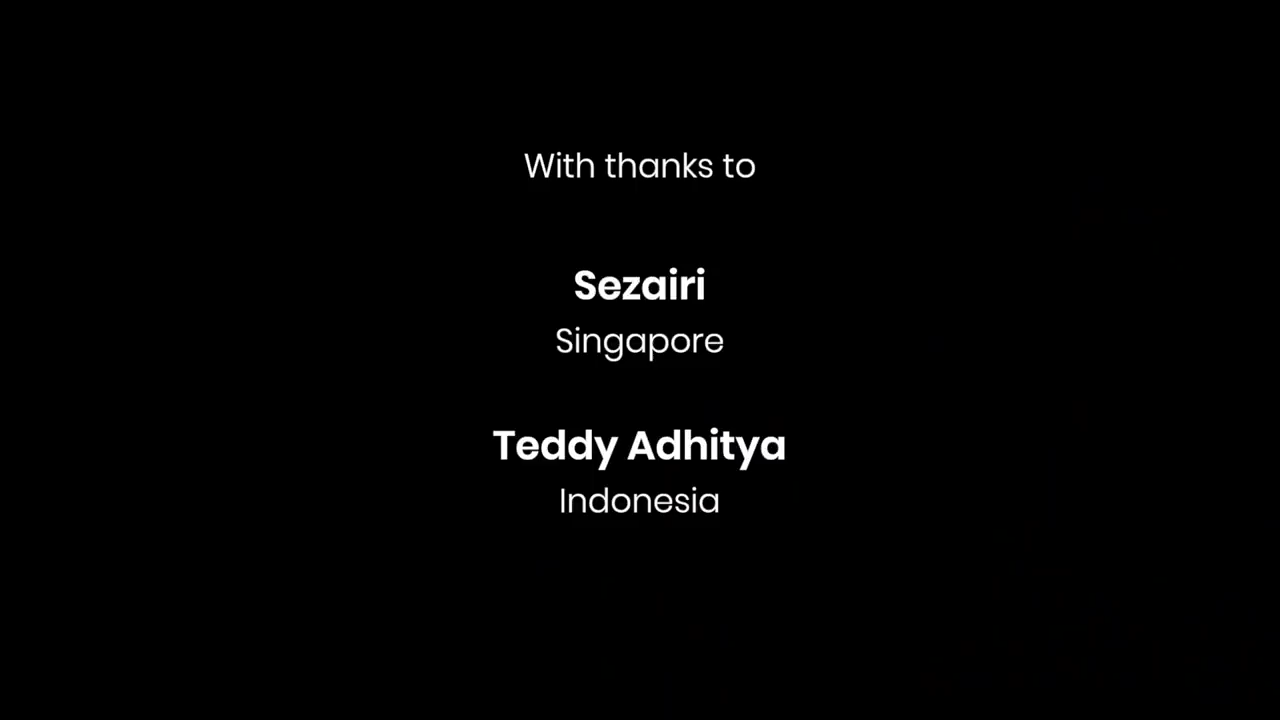 With thanks to
Sezairi
Singapore
Teddy Adhitya
Indonesia